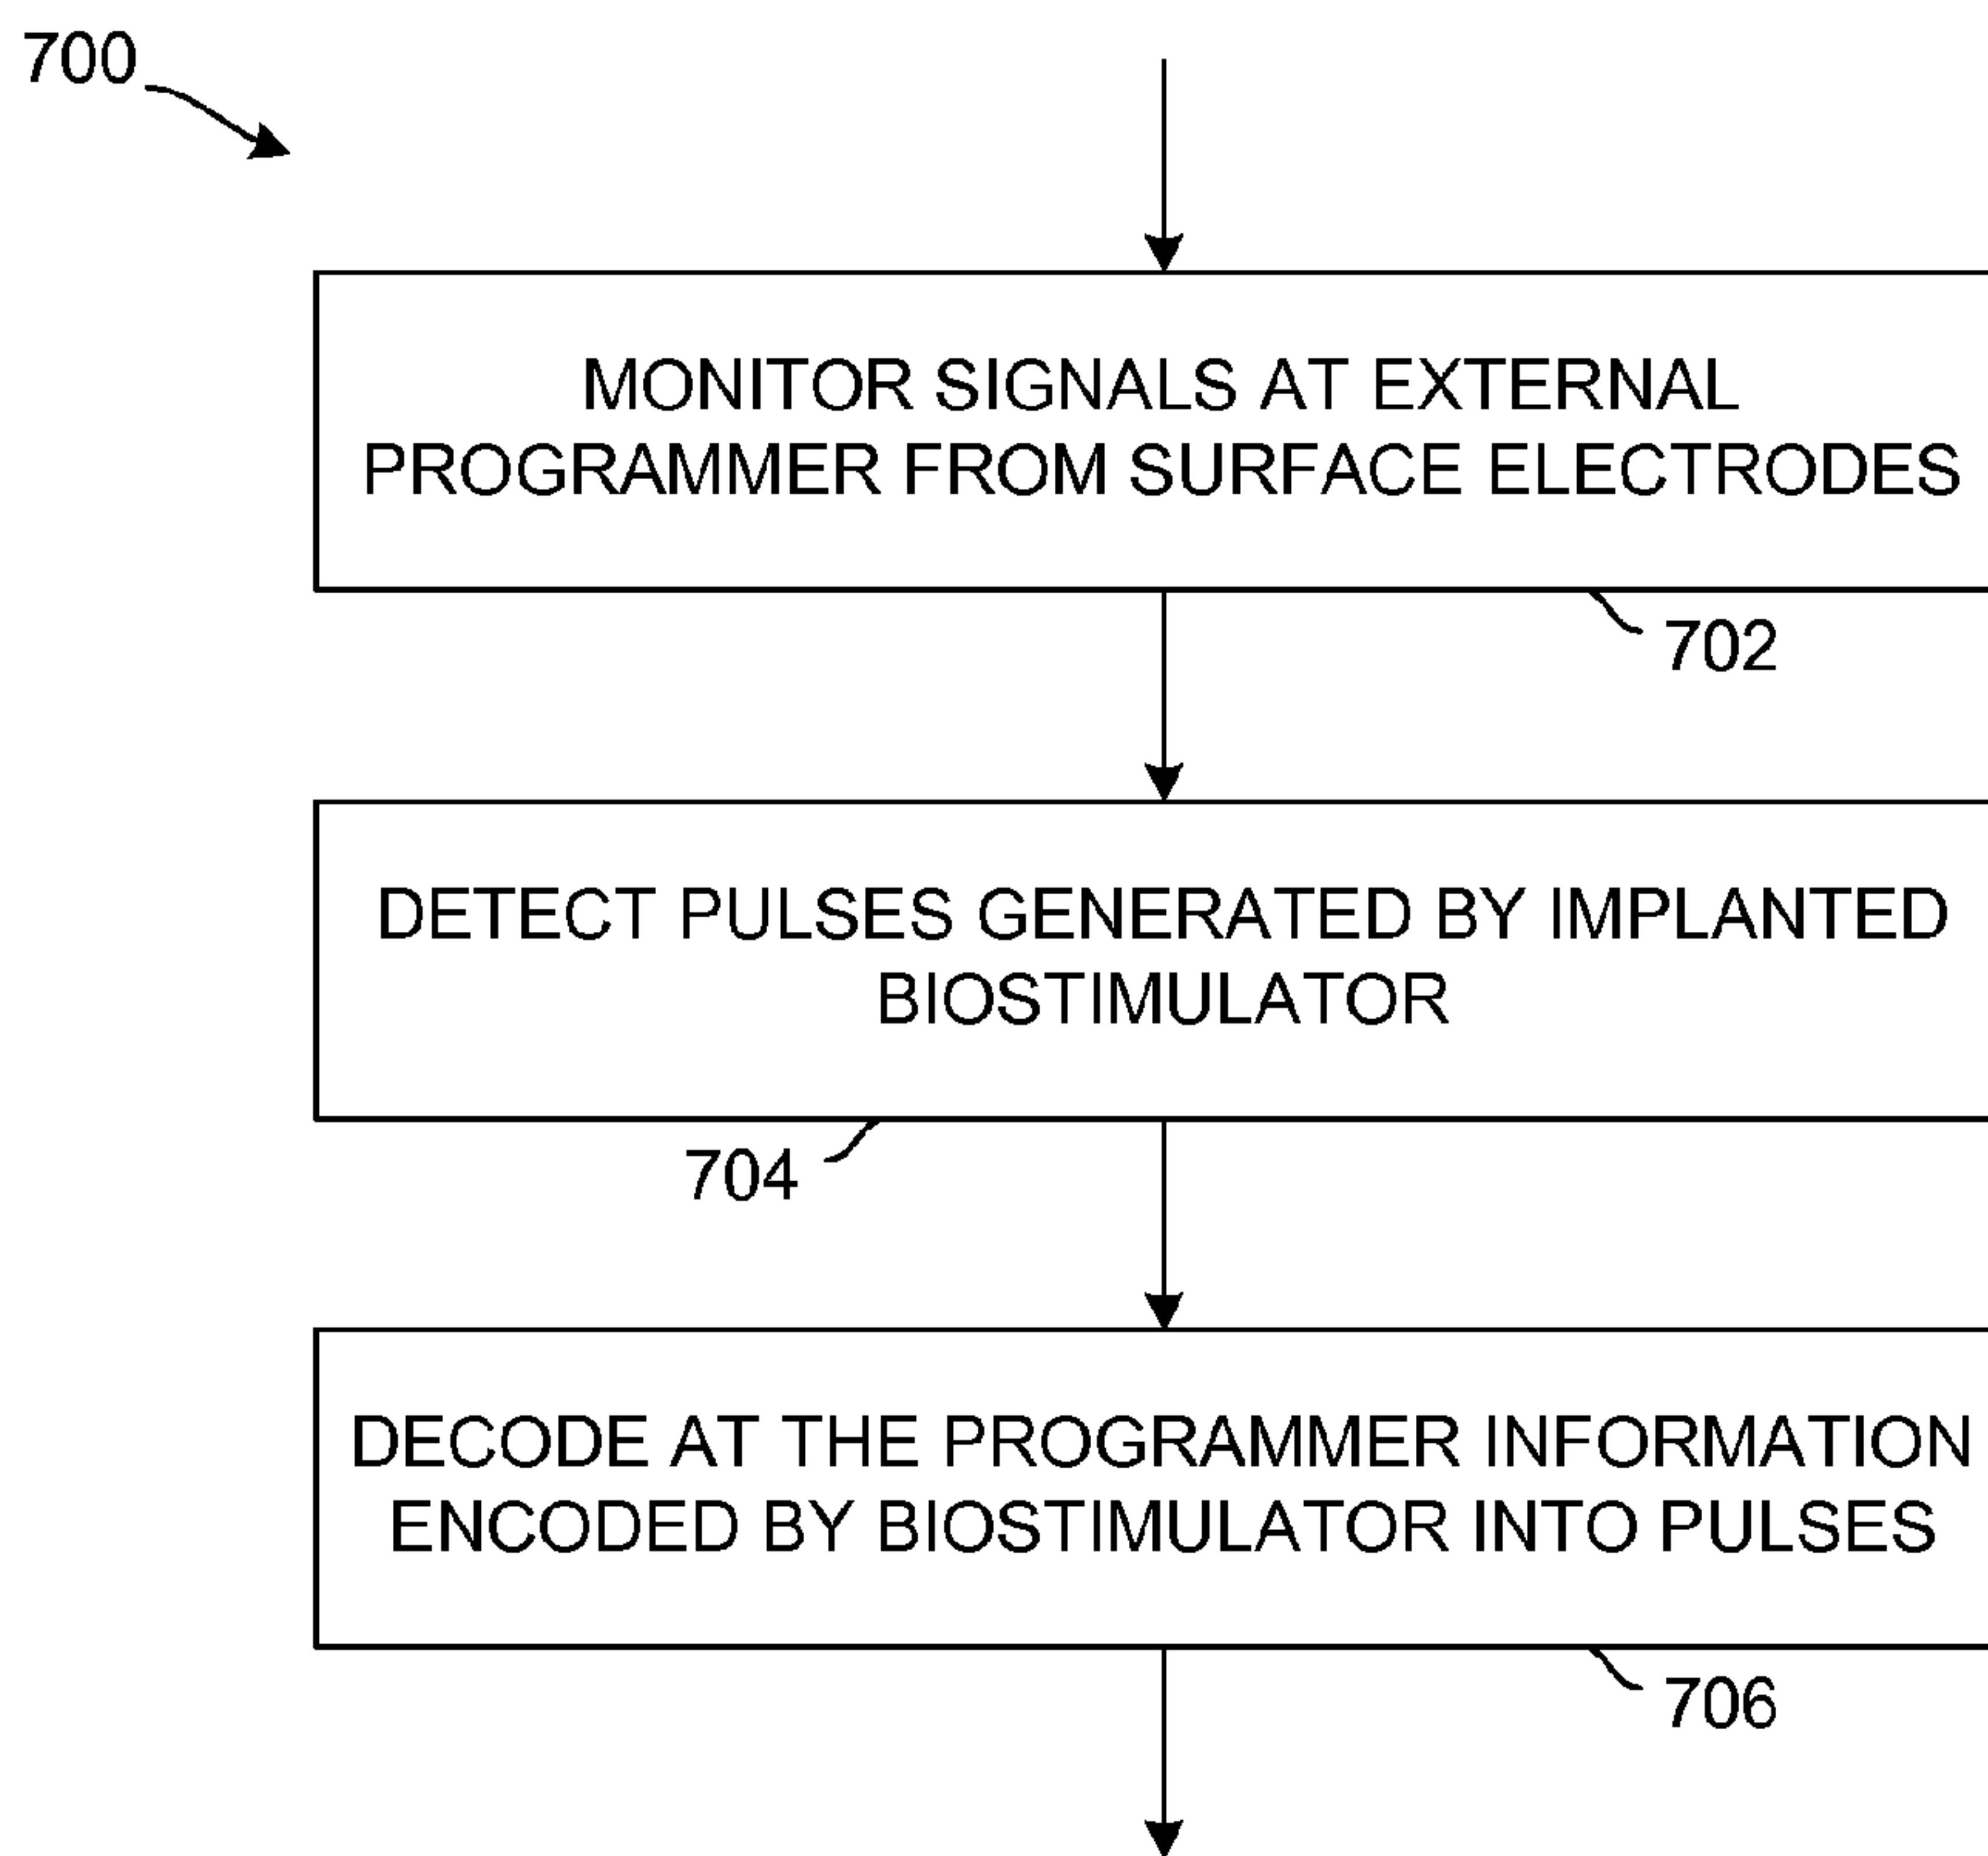 700
MONITOR SIGNALS AT EXTERNAL
PROGRAMMER FROM SURFACE ELECTRODES
702
DETECT PULSES GENERATED BY IMPLANTED
BIOSTIMULATOR
704
DECODE AT THE PROGRAMMER INFORMATION
ENCODED BY BIOSTIMULATOR INTO PULSES
706